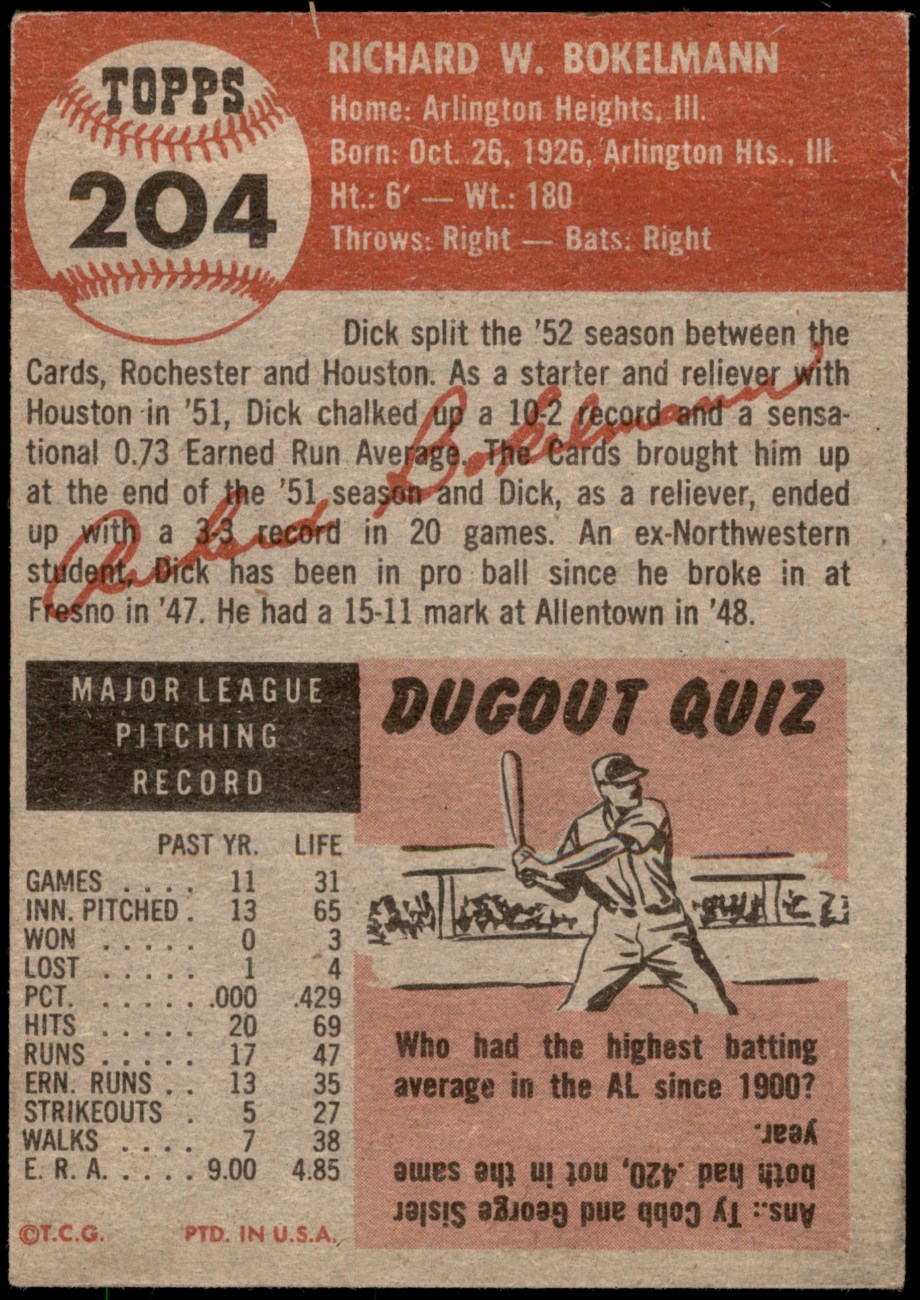 TOPPS
204
RICHARD W. BOKELMANN
Home: Arlington Heights, Ill.
Born: Oct. 26, 1926, Arlington Hts., Ill.
Ht.: 6′ — Wt.: 180
Throws: Right — Bats: Right
Dick split the '52 season between the
Cards, Rochester and Houston. As a starter and reliever with
Houston in '51, Dick chalked up a 10-2 record and a sensa-
tional 0.73 Earned Run Average. The Cards brought him up
at the end of the '51 season and Dick, as a reliever, ended
up with a 3-3 record in 20 games. An ex-Northwestern
student, Dick has been in pro ball since he broke in at
Fresno in '47. He had a 15-11 mark at Allentown in '48.
Richard Bokelmann
MAJOR LEAGUE
PITCHING
RECORD
PAST YR. LIFE
GAMES . . . . 11 31
INN. PITCHED . 13 65
WON . . . . . 0 3
LOST . . . . . 1 4
PCT. . . . . . .000 .429
HITS . . . . . 20 69
RUNS . . . . . 17 47
ERN. RUNS . . 13 35
STRIKEOUTS . 5 27
WALKS . . . . 7 38
E. R. A. . . . . 9.00 4.85
©T.C.G. PTD. IN U.S.A.
DUGOUT QUIZ
Who had the highest batting
average in the AL since 1900?
Ans.: Ty Cobb and George Sisler
both had .420, not in the same
year.